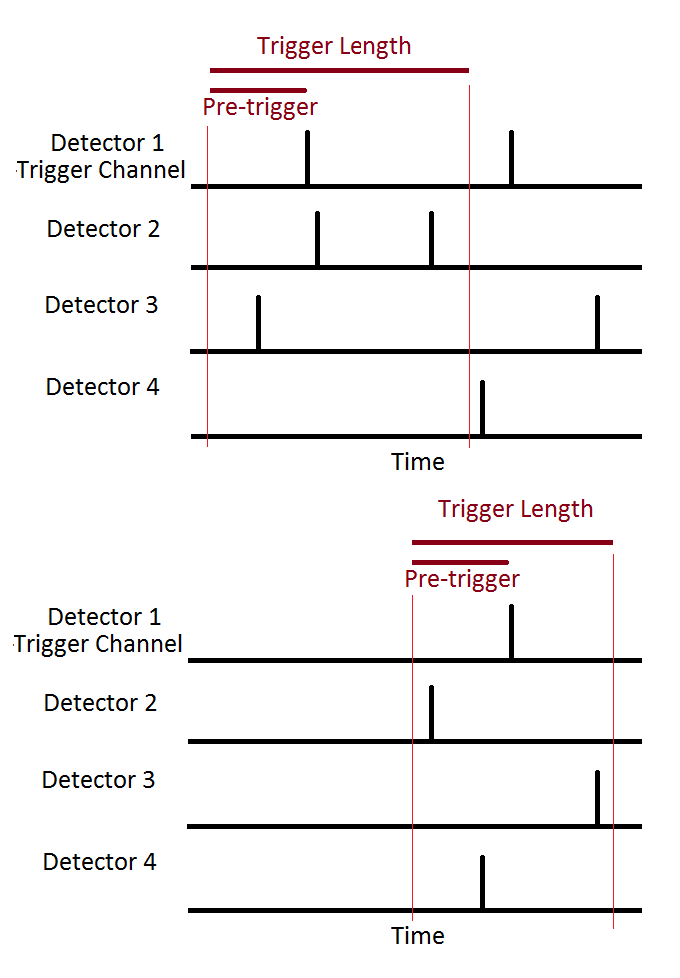 Trigger Length
Pre-trigger
Detector 1
Trigger Channel
Detector 2
Detector 3
Detector 4
Time
Trigger Length
Pre-trigger
Detector 1
Trigger Channel
Detector 2
Detector 3
Detector 4
Time